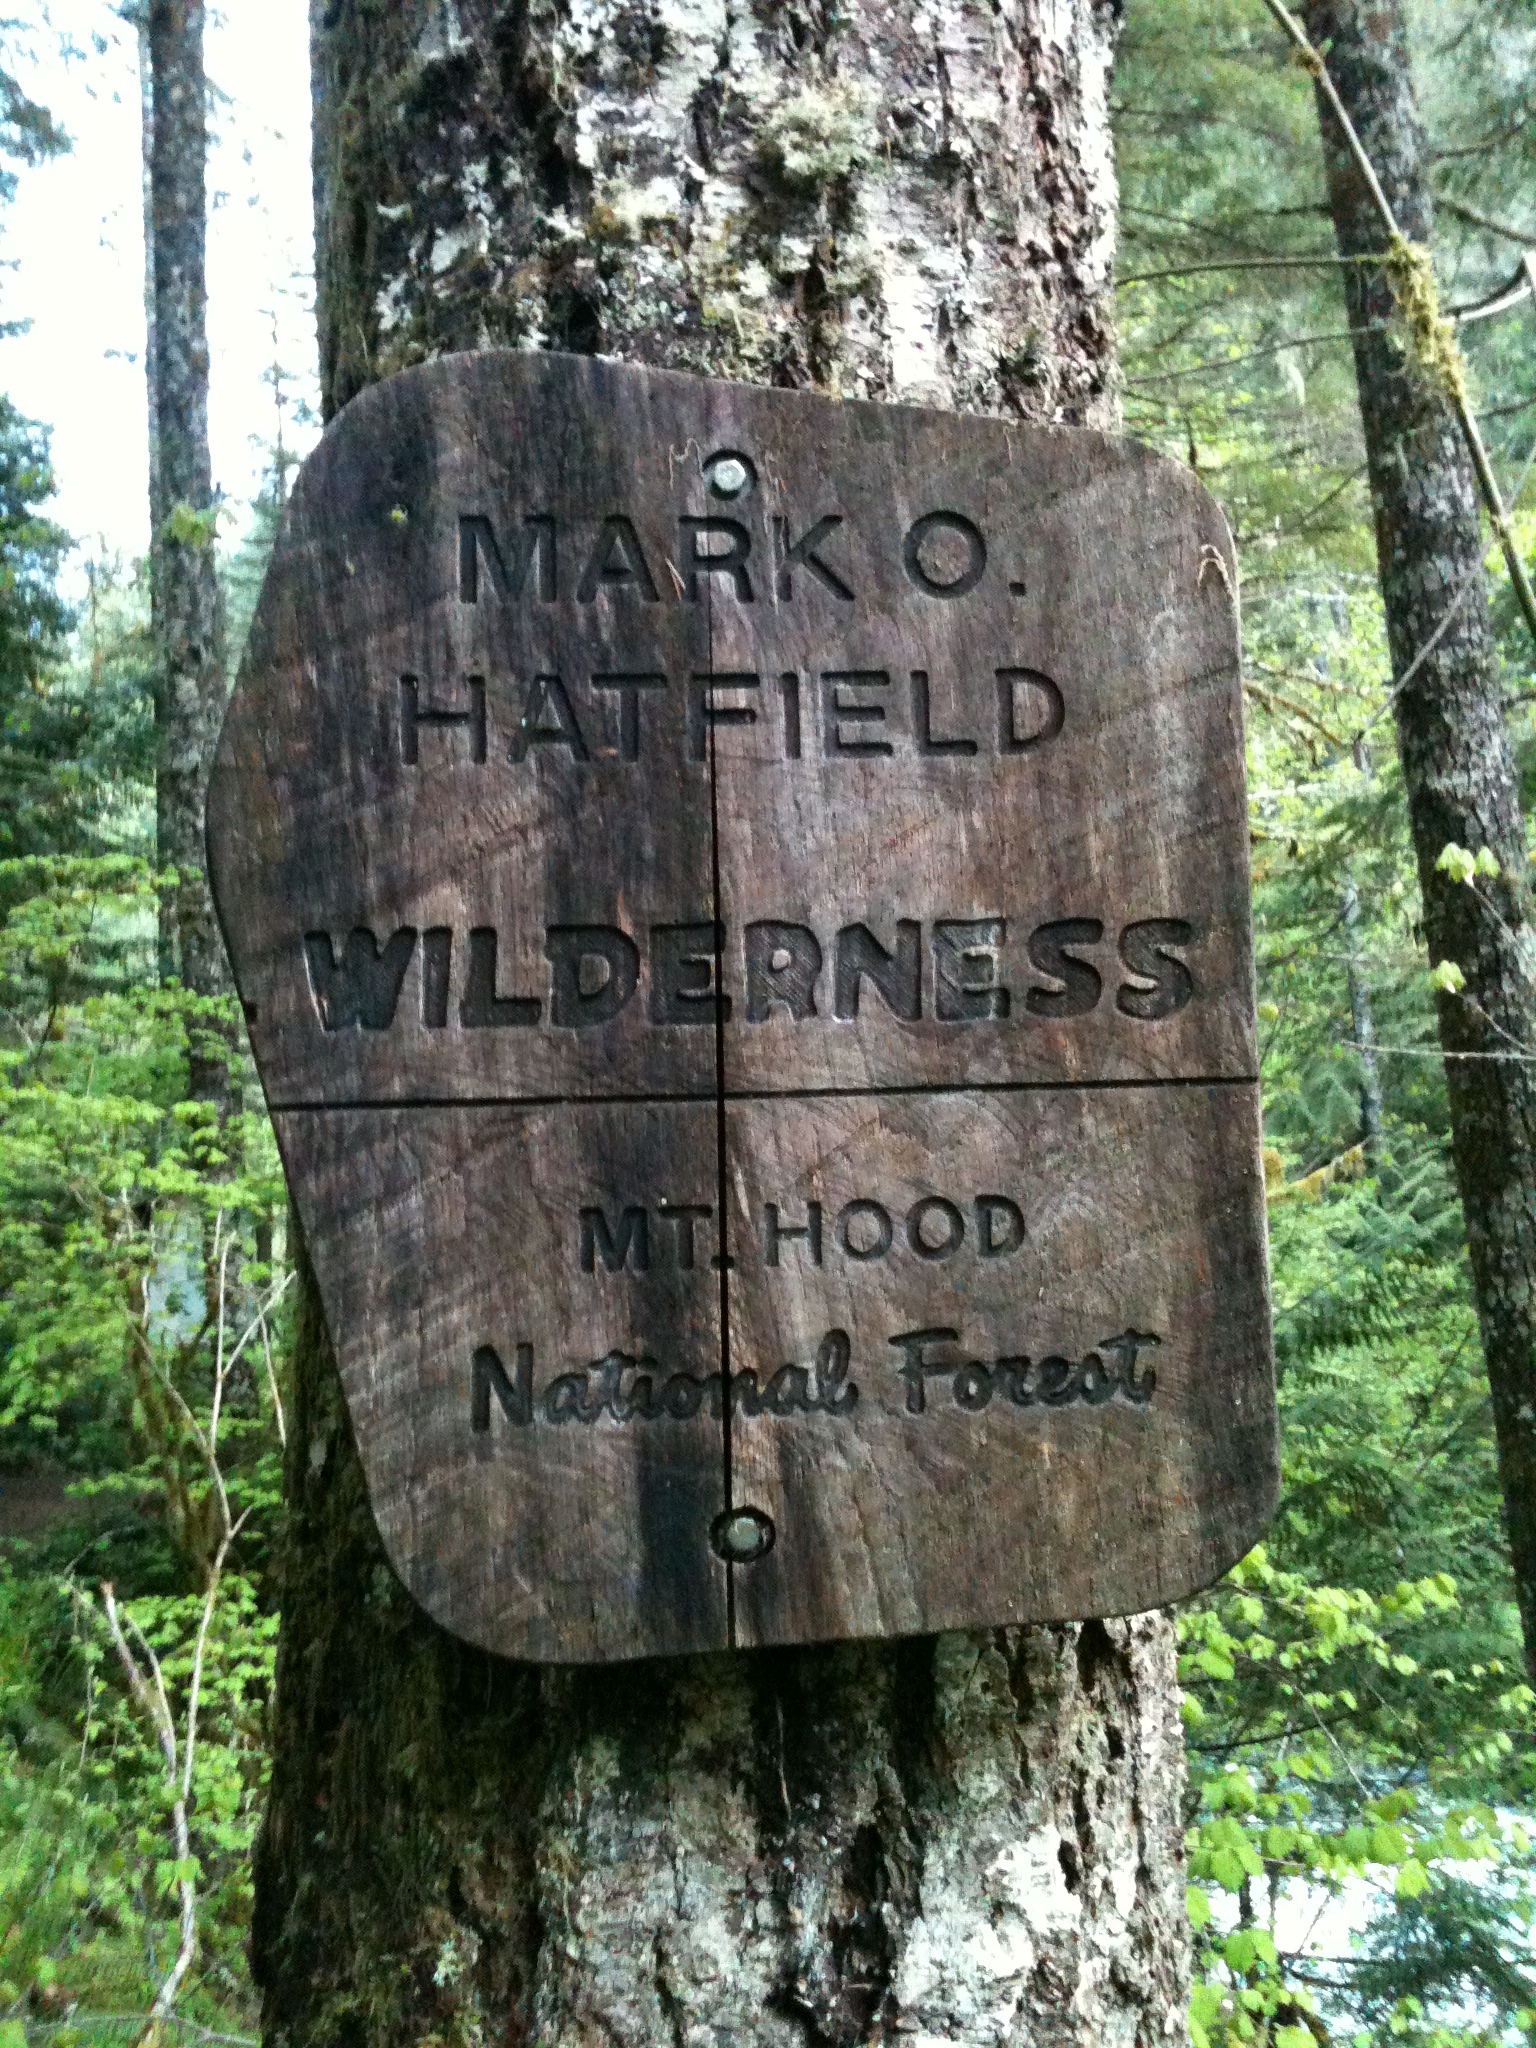 MARK O.
HATFIELD
WILDERNESS
MT. HOOD
National Forest